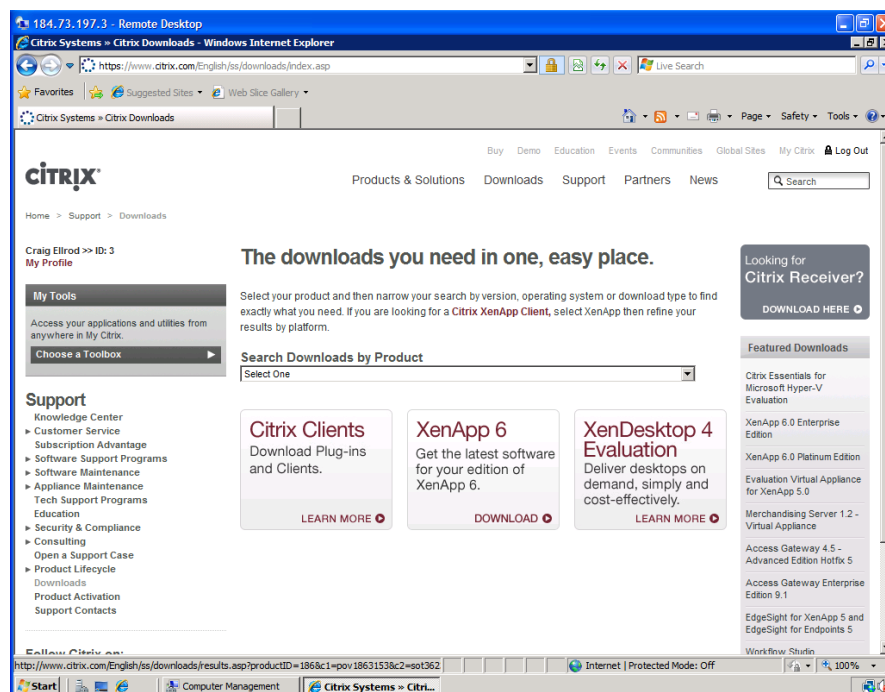 184.73.197.3 - Remote Desktop
Citrix Systems » Citrix Downloads - Windows Internet Explorer
https://www.citrix.com/English/ss/downloads/index.asp
Live Search
Favorites Suggested Sites Web Slice Gallery
Citrix Systems » Citrix Downloads
Page Safety Tools
Buy Demo Education Events Communities Global Sites My Citrix Log Out
CITRIX
Products & Solutions Downloads Support Partners News
Search
Home > Support > Downloads
Craig Ellrod >> ID: 3
My Profile
My Tools
Access your applications and utilities from
anywhere in My Citrix.
Choose a Toolbox
Support
Knowledge Center
Customer Service
Subscription Advantage
Software Support Programs
Software Maintenance
Appliance Maintenance
Tech Support Programs
Education
Security & Compliance
Consulting
Open a Support Case
Product Lifecycle
Downloads
Product Activation
Support Contacts
Follow Citrix on:
The downloads you need in one, easy place.
Select your product and then narrow your search by version, operating system or download type to find
exactly what you need. If you are looking for a Citrix XenApp Client, select XenApp then refine your
results by platform.
Search Downloads by Product
Select One
Citrix Clients
Download Plug-ins
and Clients.
LEARN MORE
XenApp 6
Get the latest software
for your edition of
XenApp 6.
DOWNLOAD
XenDesktop 4
Evaluation
Deliver desktops on
demand, simply and
cost-effectively.
LEARN MORE
Looking for
Citrix Receiver?
DOWNLOAD HERE
Featured Downloads
Citrix Essentials for
Microsoft Hyper-V
Evaluation
XenApp 6.0 Enterprise
Edition
XenApp 6.0 Platinum Edition
Evaluation Virtual Appliance
for XenApp 5.0
Merchandising Server 1.2 -
Virtual Appliance
Access Gateway 4.5 -
Advanced Edition Hotfix 5
Access Gateway Enterprise
Edition 9.1
EdgeSight for XenApp 5 and
EdgeSight for Endpoints 5
Workflow Studio
http://www.citrix.com/English/ss/downloads/results.asp?productID=186&c1=pov1863153&c2=sot362
Internet | Protected Mode: Off
100%
Start
Computer Management
Citrix Systems » Citri...